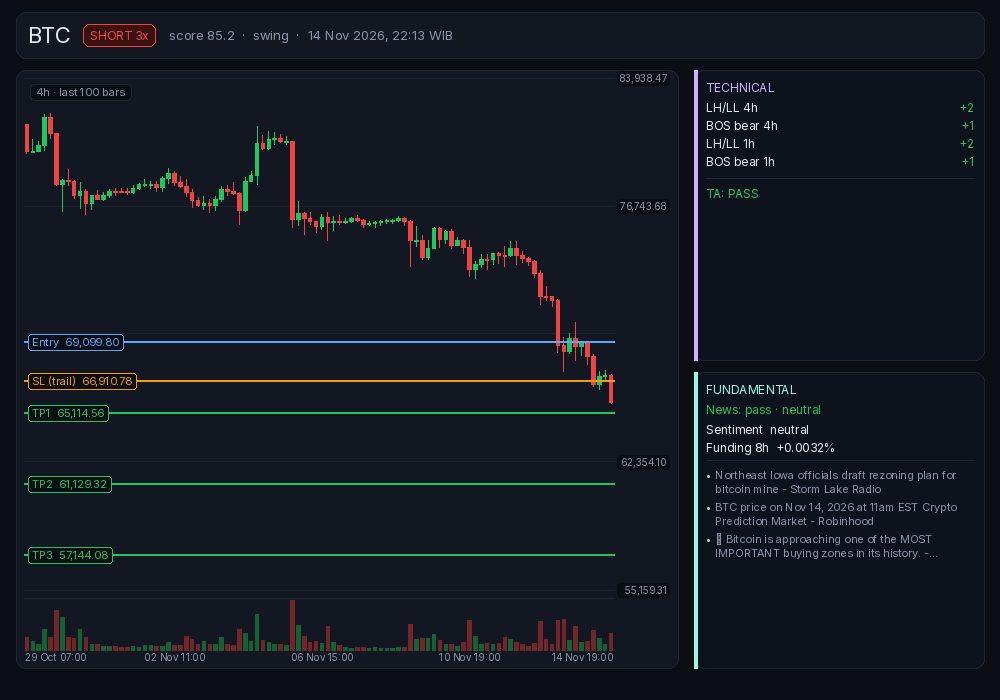 BTC SHORT 3x score 85.2 · swing · 14 Nov 2026, 22:13 WIB
4h · last 100 bars
83,938.47
76,743.68
Entry 69,099.80
SL (trail) 66,910.78
TP1 65,114.56
62,354.10
TP2 61,129.32
TP3 57,144.08
55,159.31
29 Oct 07:00 02 Nov 11:00 06 Nov 15:00 10 Nov 19:00 14 Nov 19:00
TECHNICAL
LH/LL 4h +2
BOS bear 4h +1
LH/LL 1h +2
BOS bear 1h +1
TA: PASS
FUNDAMENTAL
News: pass · neutral
Sentiment neutral
Funding 8h +0.0032%
• Northeast Iowa officials draft rezoning plan for
bitcoin mine - Storm Lake Radio
• BTC price on Nov 14, 2026 at 11am EST Crypto
Prediction Market - Robinhood
• Bitcoin is approaching one of the MOST
IMPORTANT buying zones in its history. -...